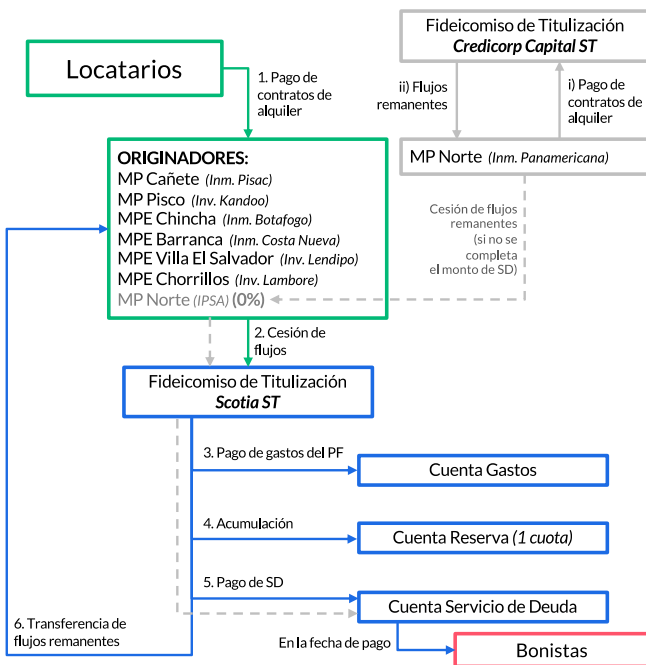 Fideicomiso de Titulización
Credicorp Capital ST
Locatarios
1. Pago de
contratos de
alquiler
ii) Flujos
remanentes
i) Pago de
contratos de
alquiler
ORIGINADORES:
MP Cañete (Inm. Pisac)
MP Pisco (Inv. Kandoo)
MPE Chincha (Inm. Botafogo)
MPE Barranca (Inm. Costa Nueva)
MPE Villa El Salvador (Inv. Lendipo)
MPE Chorrillos (Inv. Lambore)
MP Norte (IPSA) (0%)
MP Norte (Inm. Panamericana)
Cesión de flujos
remanentes
(si no se
completa
el monto de SD)
2. Cesión de
flujos
Fideicomiso de Titulización
Scotia ST
3. Pago de gastos del PF
Cuenta Gastos
4. Acumulación
Cuenta Reserva (1 cuota)
5. Pago de SD
Cuenta Servicio de Deuda
6. Transferencia de
flujos remanentes
En la fecha de pago
Bonistas